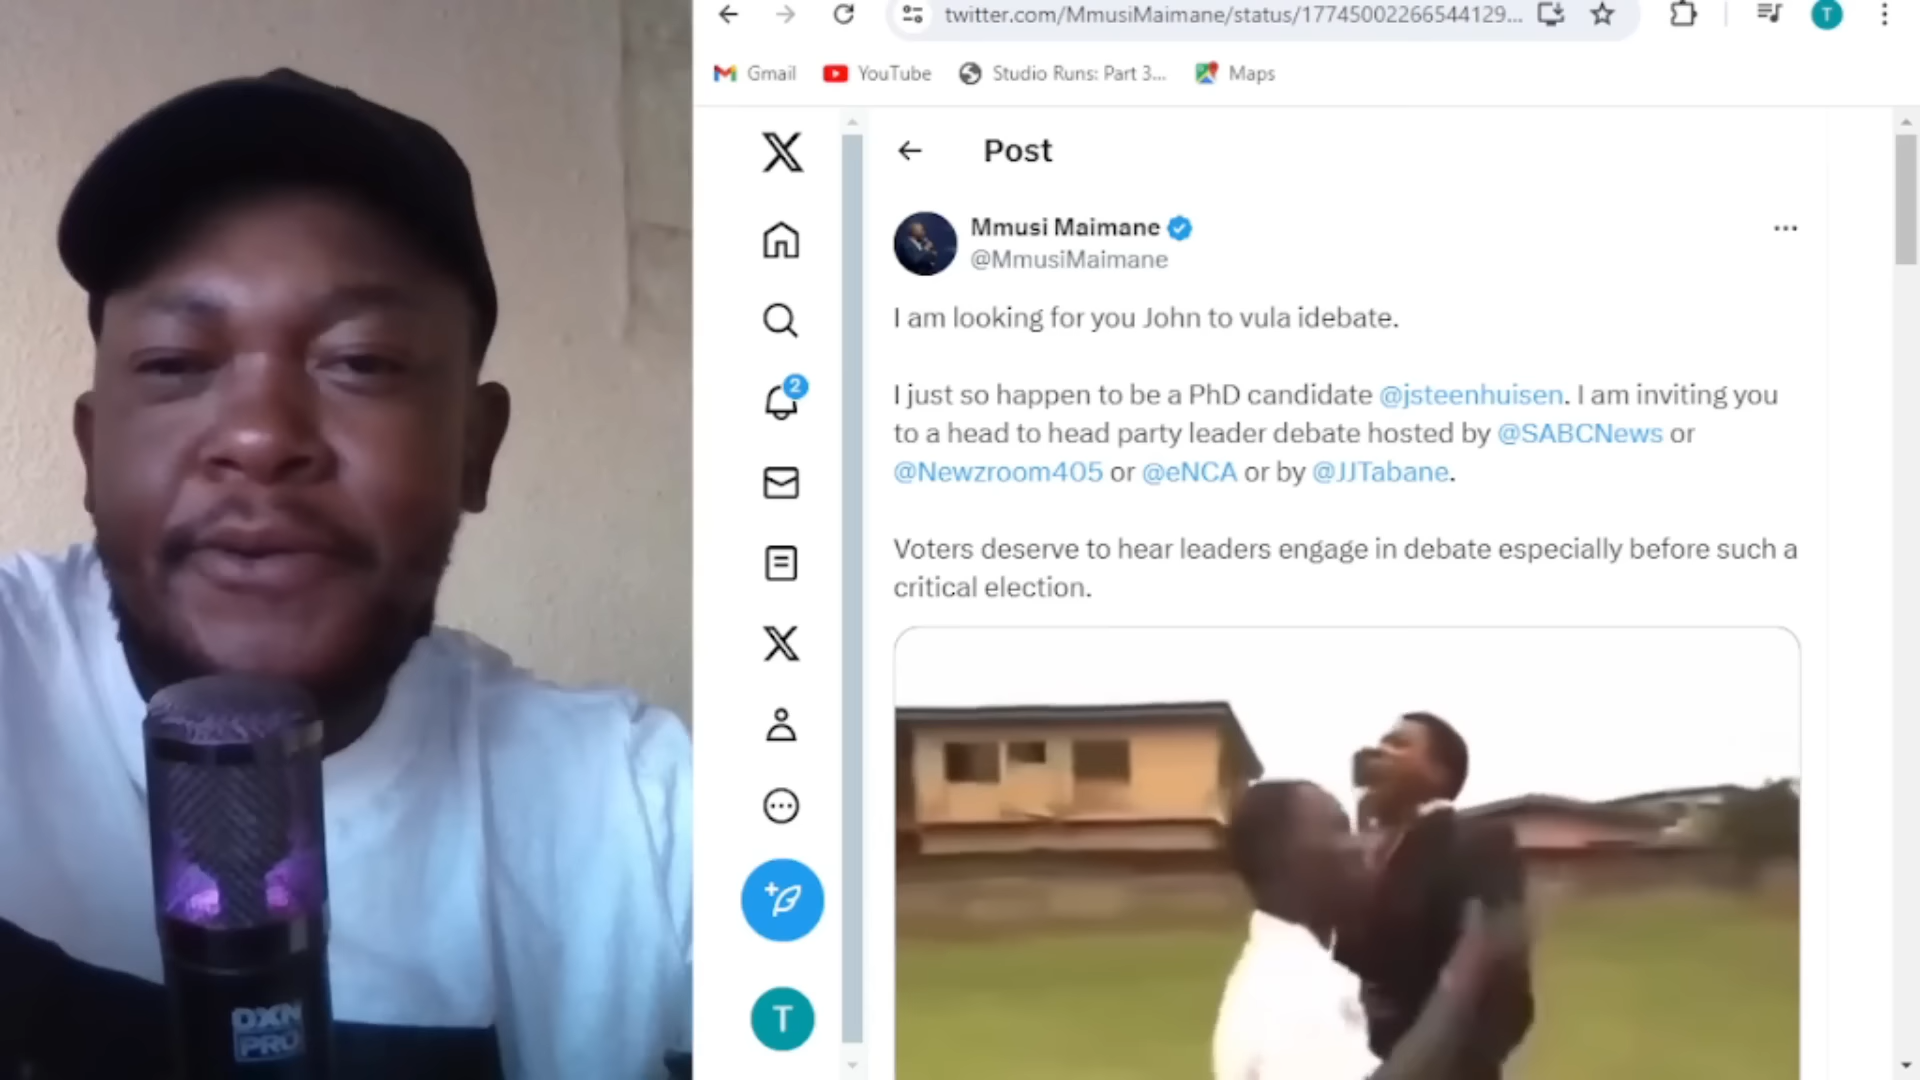 twitter.com/MmusiMaimane/status/17745002266544129...
T
Gmail
YouTube
Studio Runs: Part 3...
Maps
Post
Mmusi Maimane
@MmusiMaimane
I am looking for you John to vula idebate.
I just so happen to be a PhD candidate @jsteenhuisen. I am inviting you
to a head to head party leader debate hosted by @SABCNews or
@Newzroom405 or @eNCA or by @JJTabane.
Voters deserve to hear leaders engage in debate especially before such a
critical election.
2
T
DXN
PRO